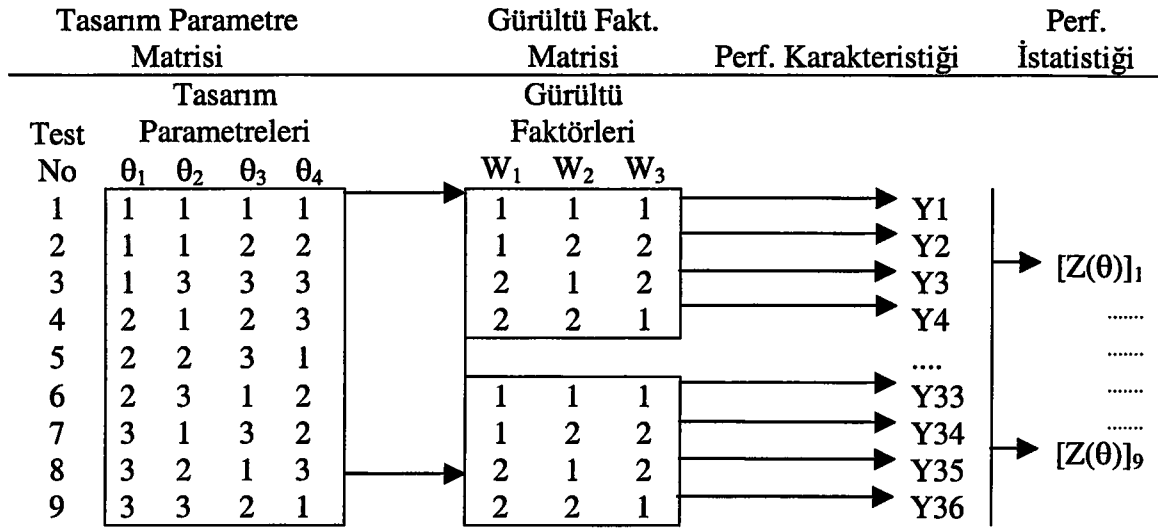 Tasarım Parametre Gürültü Fakt. Perf.
Matrisi Matrisi Perf. Karakteristiği İstatistiği
Tasarım Gürültü
Test Parametreleri Faktörleri
No θ₁ θ₂ θ₃ θ₄ W₁ W₂ W₃
1 1 1 1 1 1 1 1 Y1
2 1 1 2 2 1 2 2 Y2
3 1 3 3 3 2 1 2 Y3 [Z(θ)]₁
4 2 1 2 3 2 2 1 Y4 .......
5 2 2 3 1 .... .......
6 2 3 1 2 1 1 1 Y33 .......
7 3 1 3 2 1 2 2 Y34 .......
8 3 2 1 3 2 1 2 Y35 [Z(θ)]₉
9 3 3 2 1 2 2 1 Y36